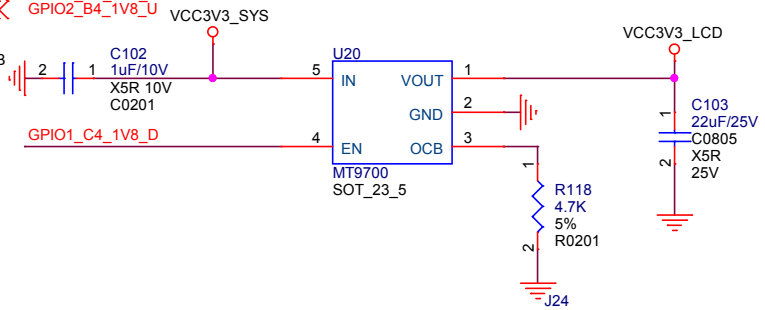 GPIO2_B4_1V8_U
VCC3V3_SYS
VCC3V3_LCD
C102
1uF/10V
X5R 10V
C0201
2
1
U20
5
IN
VOUT
1
GND
2
GPIO1_C4_1V8_D
4
EN
OCB
3
MT9700
SOT_23_5
1
C103
22uF/25V
C0805
X5R
25V
2
1
R118
4.7K
5%
R0201
2
J24